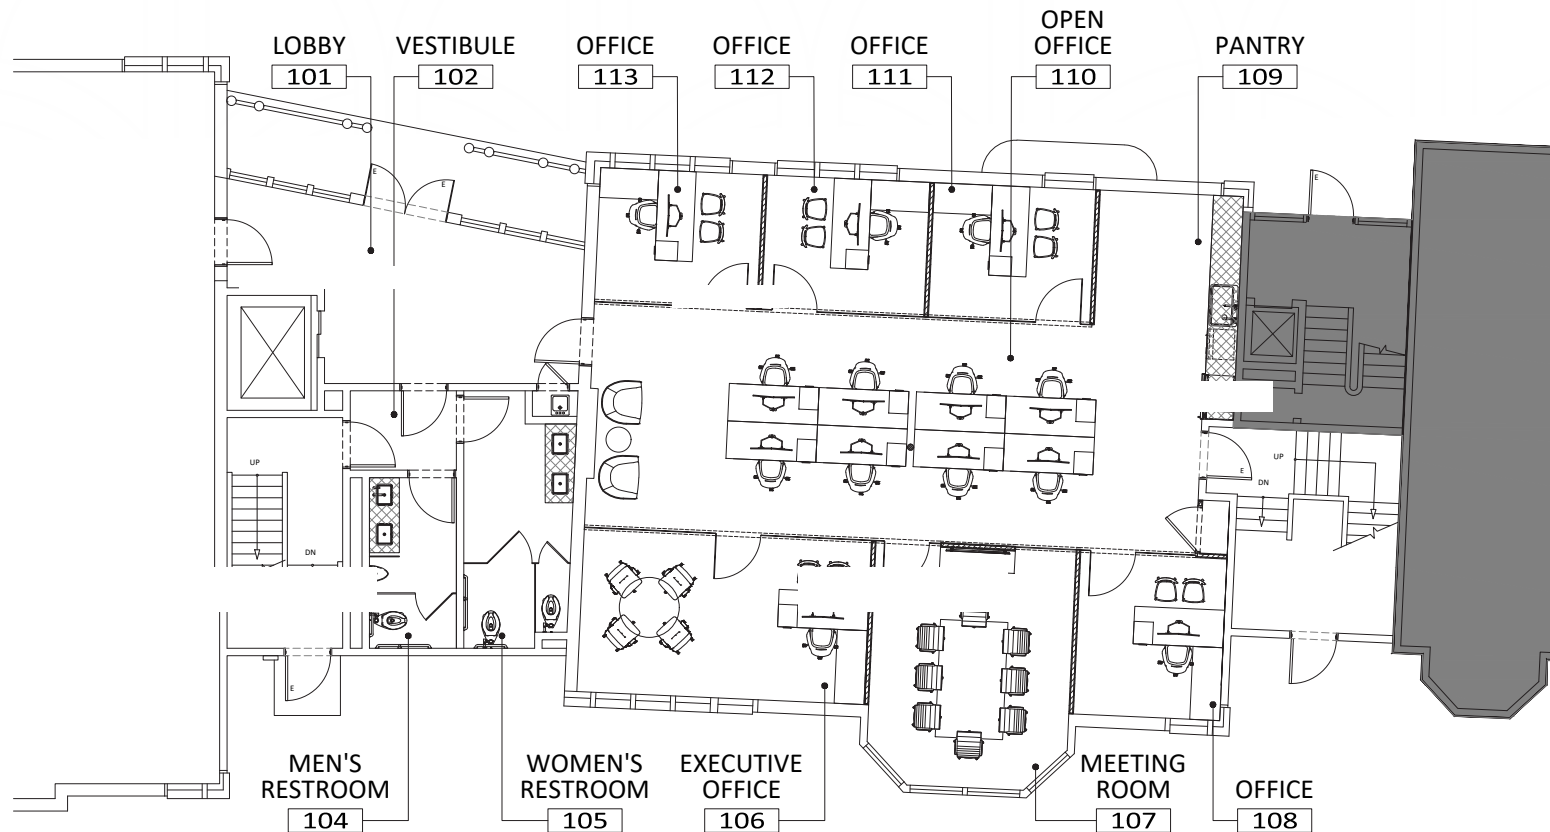 LOBBY
101
VESTIBULE
102
OFFICE
113
OFFICE
112
OFFICE
111
OPEN
OFFICE
110
PANTRY
109
E
E
E
UP
DN
E
UP
DN
E
MEN'S
RESTROOM
104
WOMEN'S
RESTROOM
105
EXECUTIVE
OFFICE
106
MEETING
ROOM
107
OFFICE
108